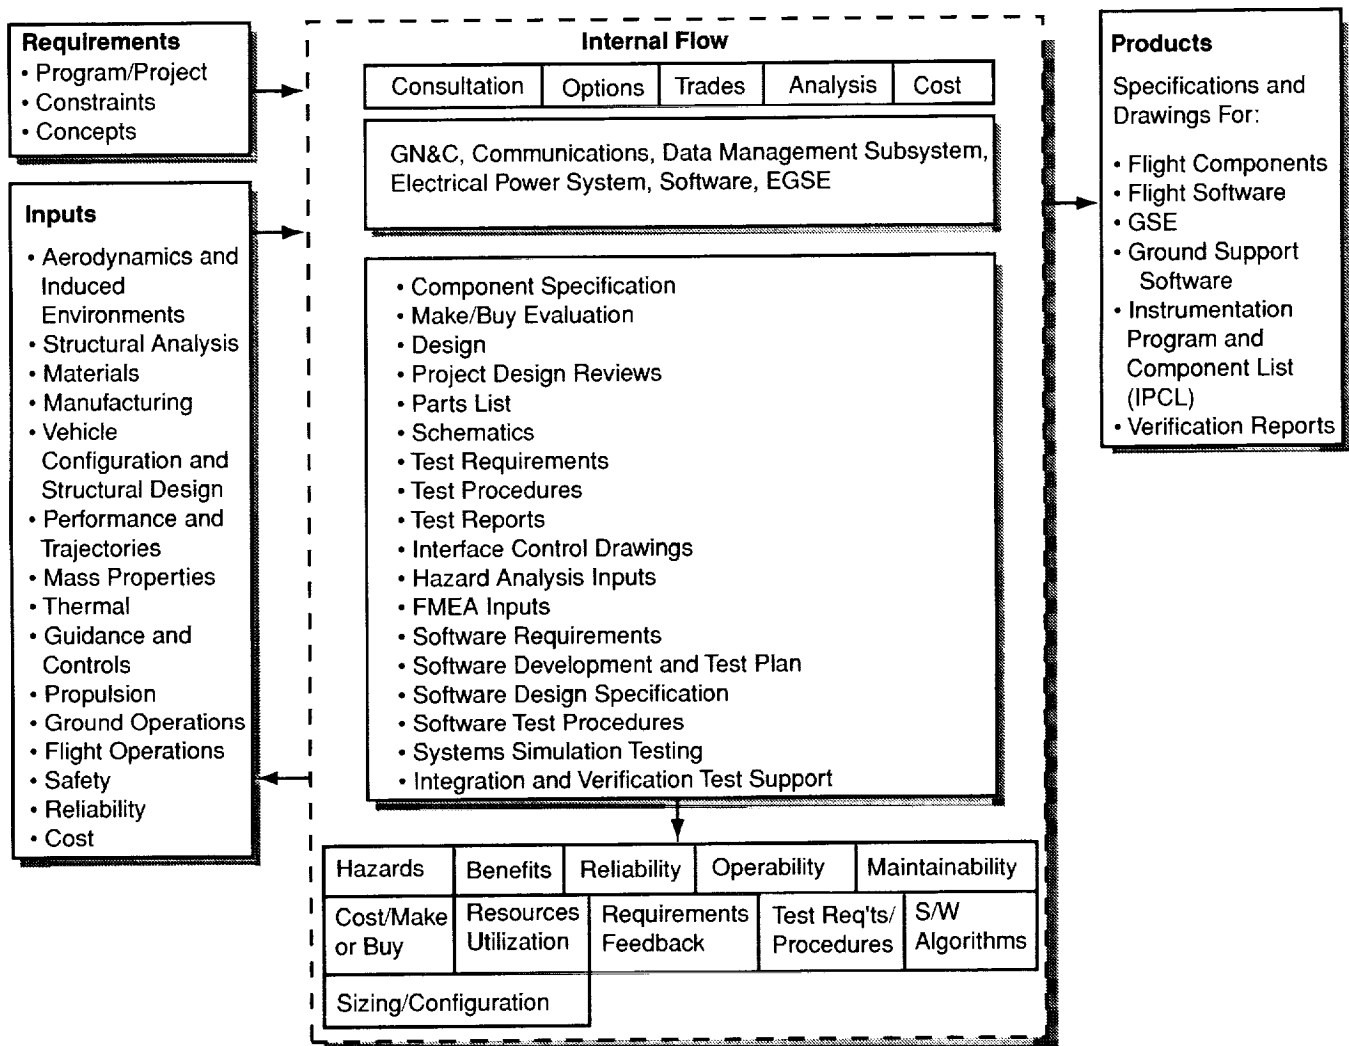 Requirements
• Program/Project
• Constraints
• Concepts
Inputs
• Aerodynamics and
Induced
Environments
• Structural Analysis
• Materials
• Manufacturing
• Vehicle
Configuration and
Structural Design
• Performance and
Trajectories
• Mass Properties
• Thermal
• Guidance and
Controls
• Propulsion
• Ground Operations
• Flight Operations
• Safety
• Reliability
• Cost
Internal Flow
Consultation Options Trades Analysis Cost
GN&C, Communications, Data Management Subsystem,
Electrical Power System, Software, EGSE
• Component Specification
• Make/Buy Evaluation
• Design
• Project Design Reviews
• Parts List
• Schematics
• Test Requirements
• Test Procedures
• Test Reports
• Interface Control Drawings
• Hazard Analysis Inputs
• FMEA Inputs
• Software Requirements
• Software Development and Test Plan
• Software Design Specification
• Software Test Procedures
• Systems Simulation Testing
• Integration and Verification Test Support
Hazards Benefits Reliability Operability Maintainability
Cost/Make
or Buy
Resources
Utilization
Requirements
Feedback
Test Req'ts/
Procedures
S/W
Algorithms
Sizing/Configuration
Products
Specifications and
Drawings For:
• Flight Components
• Flight Software
• GSE
• Ground Support
Software
• Instrumentation
Program and
Component List
(IPCL)
• Verification Reports